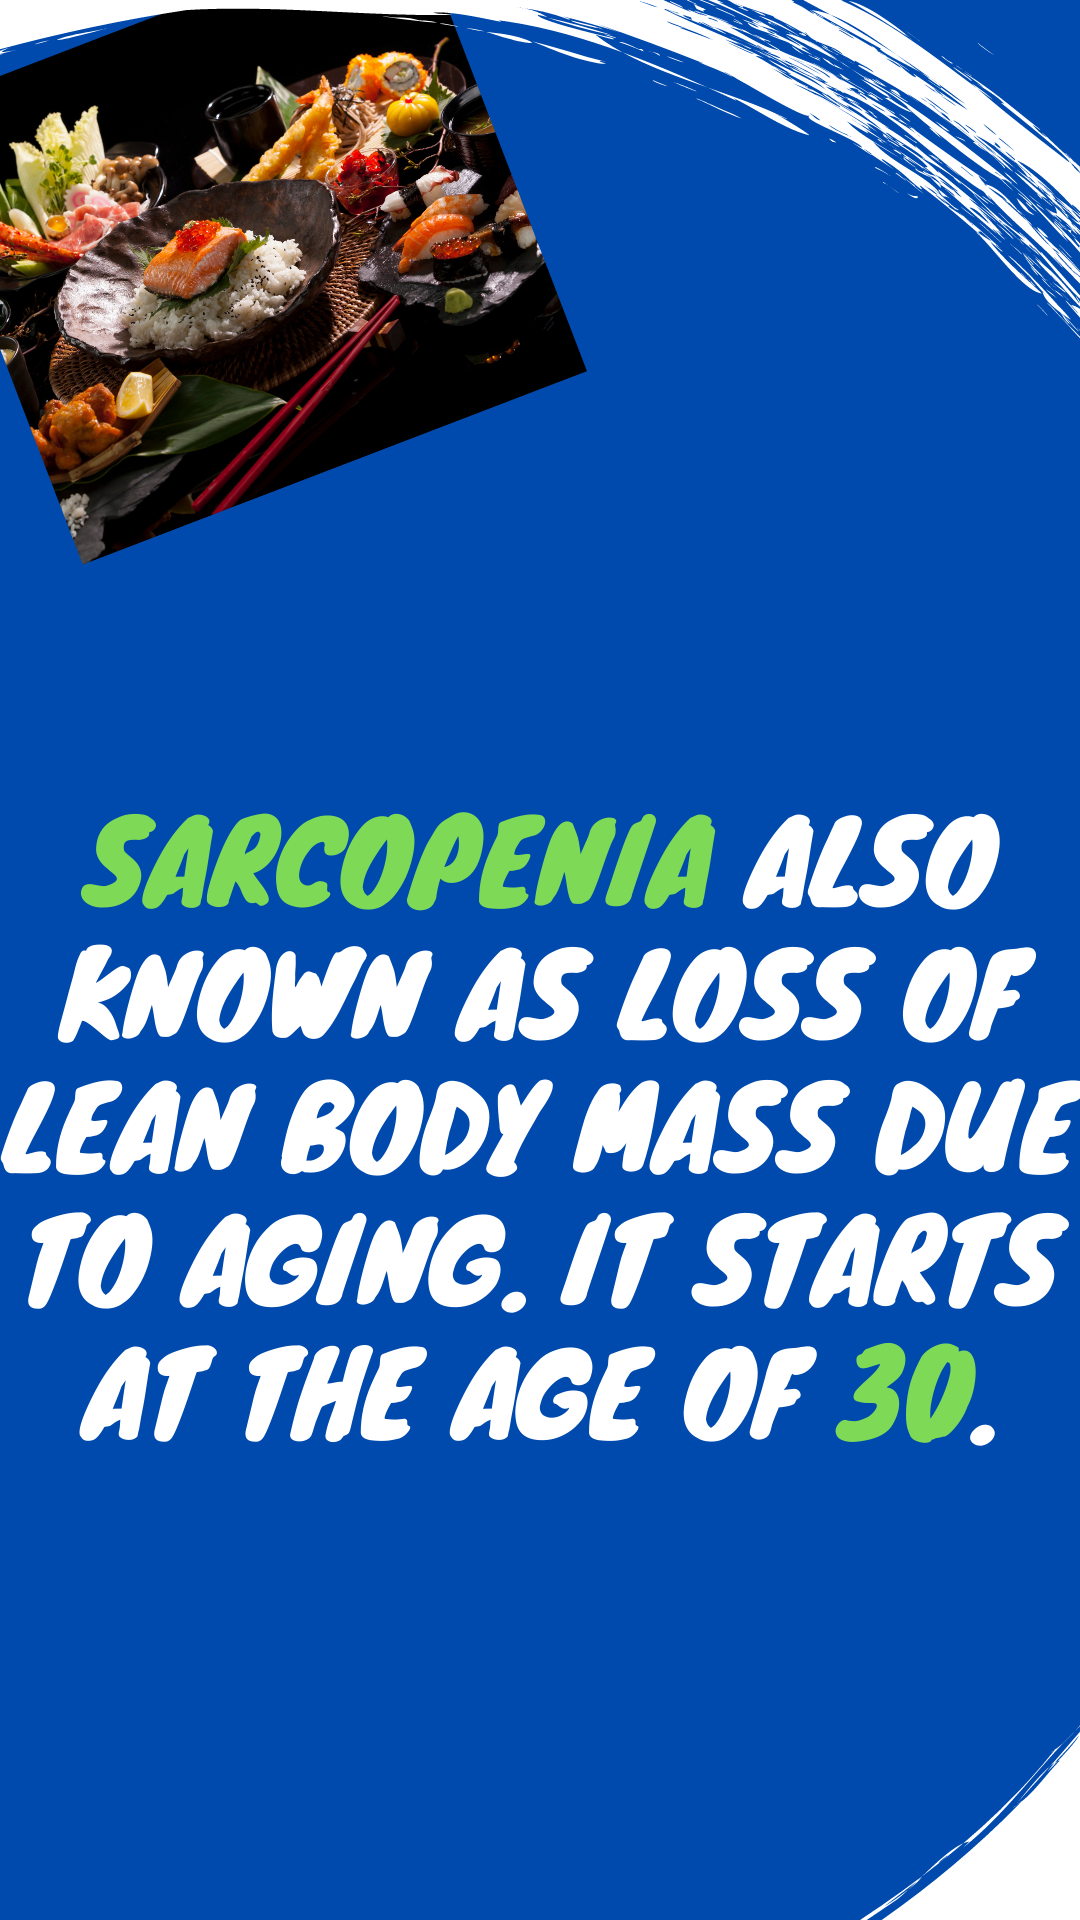 SARCOPENIA ALSO
KNOWN AS LOSS OF
LEAN BODY MASS DUE
TO AGING. IT STARTS
AT THE AGE OF 30.